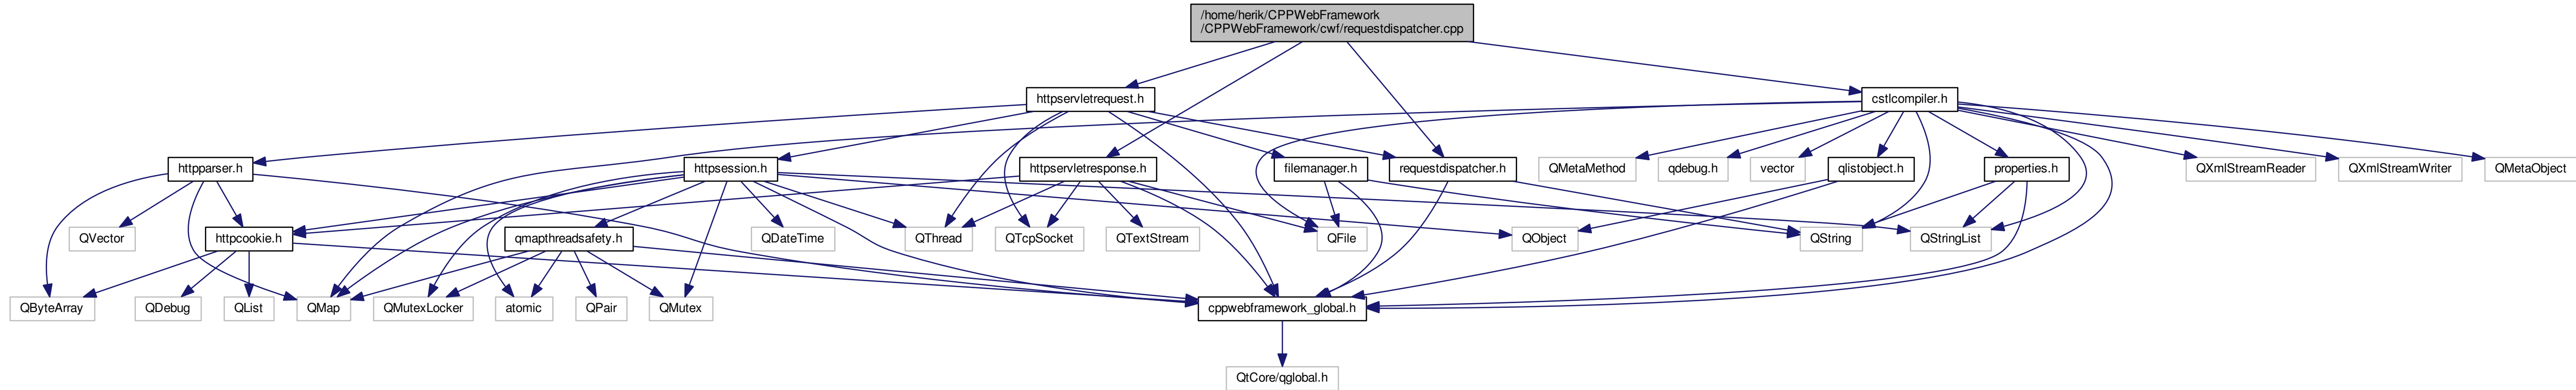 /home/herik/CPPWebFramework
/CPPWebFramework/cwf/requestdispatcher.cpp
httpservletrequest.h
cstlcompiler.h
httpparser.h
httpsession.h
httpservletresponse.h
filemanager.h
requestdispatcher.h
QMetaMethod
qdebug.h
vector
qlistobject.h
properties.h
QXmlStreamReader
QXmlStreamWriter
QMetaObject
QVector
httpcookie.h
qmapthreadsafety.h
QDateTime
QThread
QTcpSocket
QTextStream
QFile
QObject
QString
QStringList
QByteArray
QDebug
QList
QMap
QMutexLocker
atomic
QPair
QMutex
cppwebframework_global.h
QtCore/qglobal.h